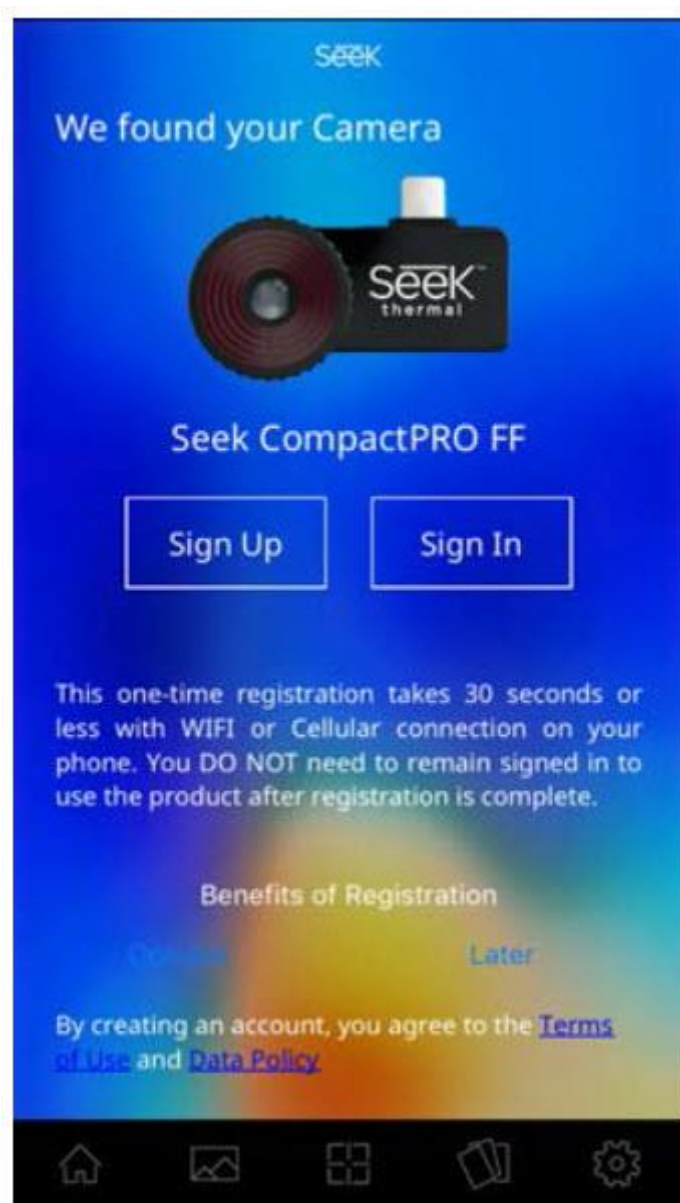 Seek
We found your Camera
Seek
thermal
Seek CompactPRO FF
Sign Up
Sign In
This one-time registration takes 30 seconds or
less with WIFI or Cellular connection on your
phone. You DO NOT need to remain signed in to
use the product after registration is complete.
Benefits of Registration
Later
By creating an account, you agree to the Terms
of Use and Data Policy